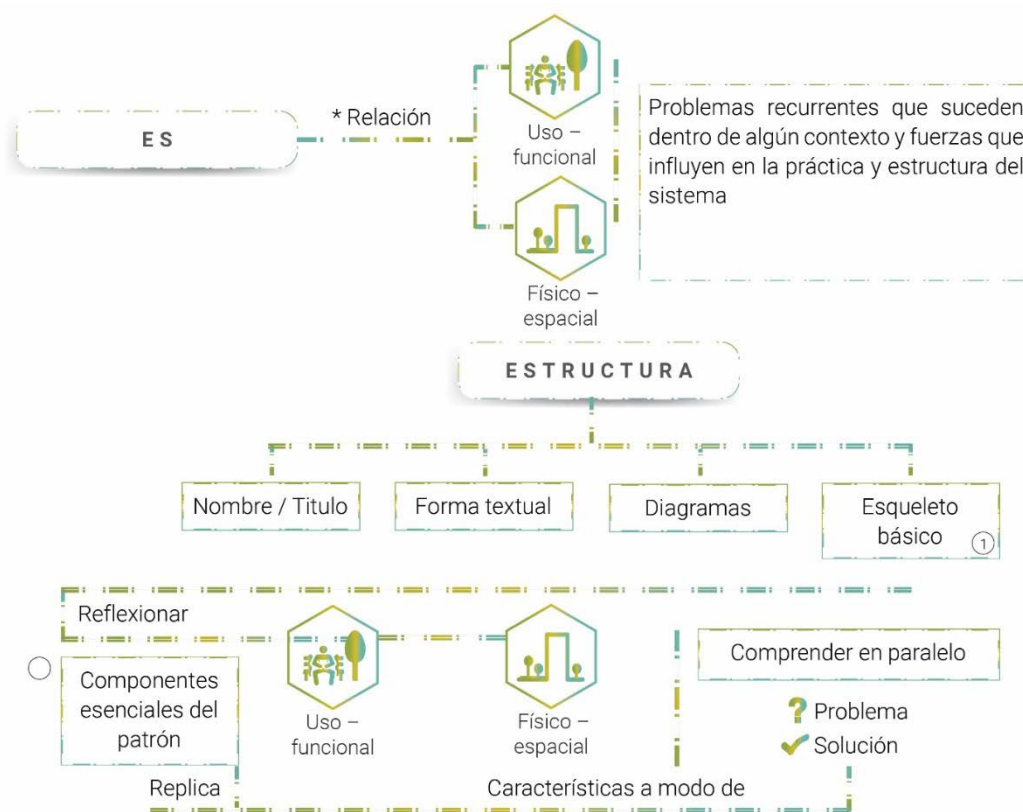 ES
* Relación
Uso –
funcional
Físico –
espacial
Problemas recurrentes que suceden
dentro de algún contexto y fuerzas que
influyen en la práctica y estructura del
sistema
ESTRUCTURA
Nombre / Titulo
Forma textual
Diagramas
Esqueleto
básico
1
Reflexionar
Componentes
esenciales del
patrón
Uso –
funcional
Físico –
espacial
Comprender en paralelo
? Problema
✓ Solución
Replica
Características a modo de